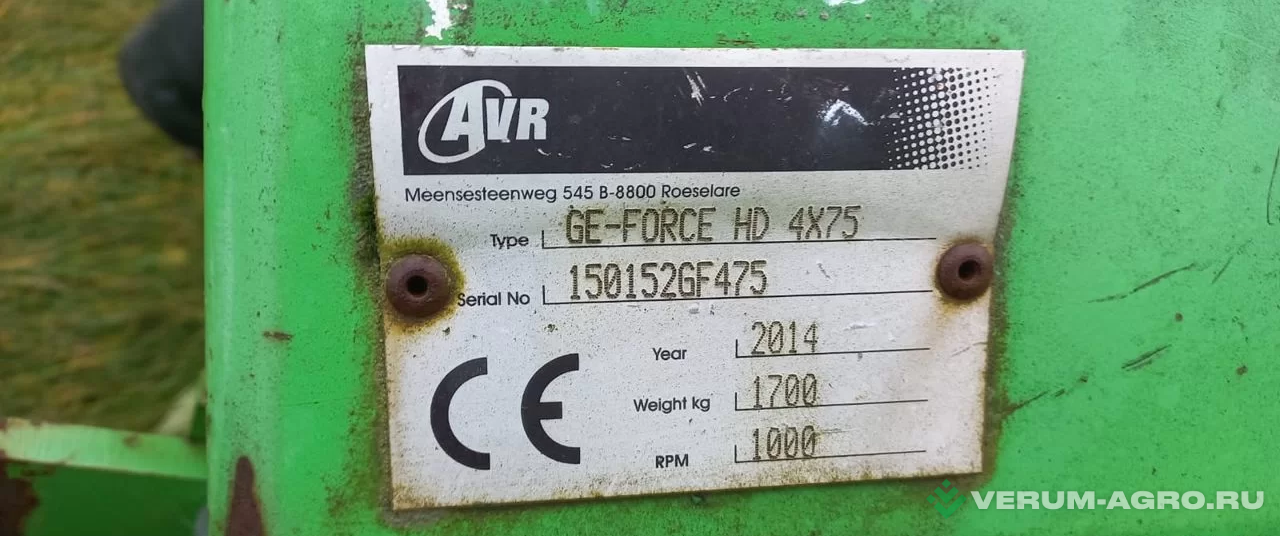 AVR
Meensesteenweg 545 B-8800 Roeselare
Type GE-FORCE HD 4X75
Serial No 150152GF475
CE
Year 2014
Weight kg 1700
RPM 1000
VERUM-AGRO.RU